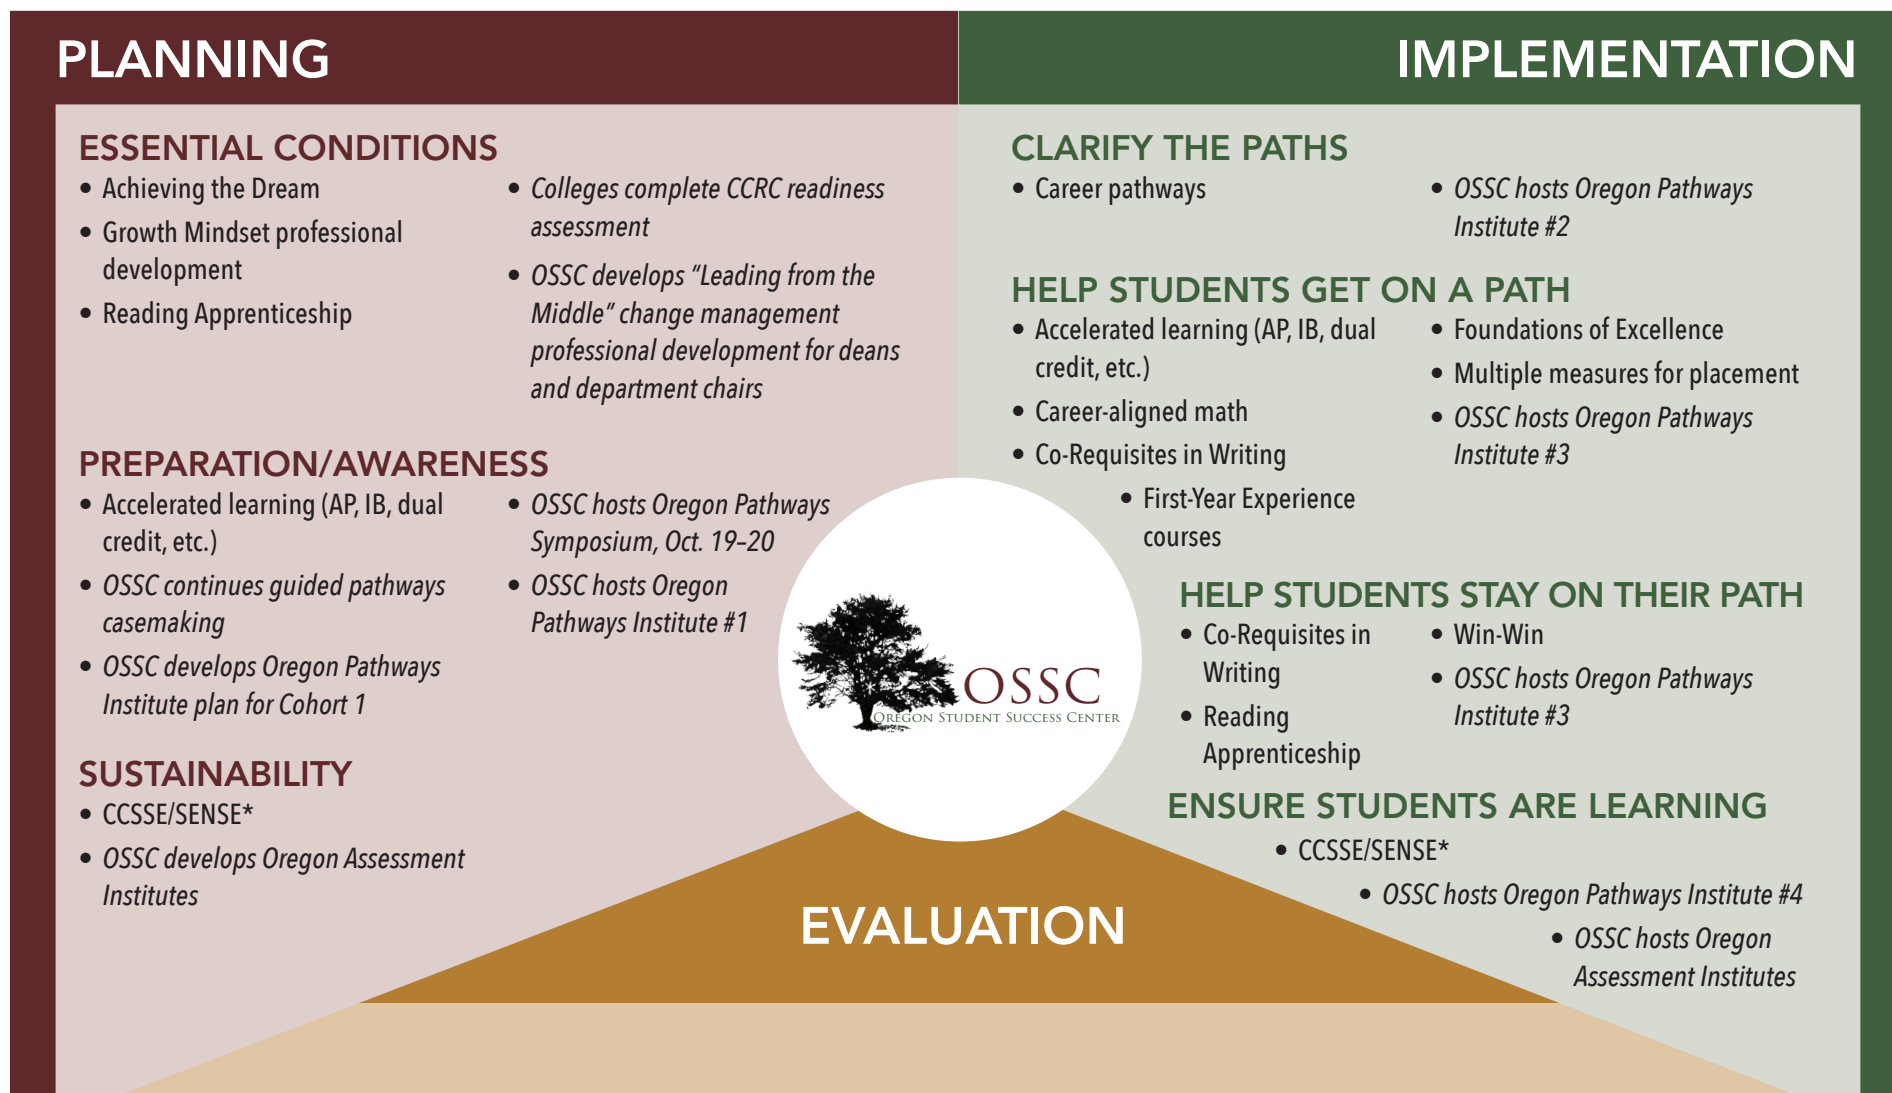 PLANNING
ESSENTIAL CONDITIONS
• Achieving the Dream
• Growth Mindset professional
development
• Reading Apprenticeship
• Colleges complete CCRC readiness
assessment
• OSSC develops “Leading from the
Middle” change management
professional development for deans
and department chairs
PREPARATION/AWARENESS
• Accelerated learning (AP, IB, dual
credit, etc.)
• OSSC continues guided pathways
casemaking
• OSSC develops Oregon Pathways
Institute plan for Cohort 1
• OSSC hosts Oregon Pathways
Symposium, Oct. 19–20
• OSSC hosts Oregon
Pathways Institute #1
SUSTAINABILITY
• CCSSE/SENSE*
• OSSC develops Oregon Assessment
Institutes
IMPLEMENTATION
CLARIFY THE PATHS
• Career pathways
• OSSC hosts Oregon Pathways
Institute #2
HELP STUDENTS GET ON A PATH
• Accelerated learning (AP, IB, dual
credit, etc.)
• Career-aligned math
• Co-Requisites in Writing
• First-Year Experience
courses
• Foundations of Excellence
• Multiple measures for placement
• OSSC hosts Oregon Pathways
Institute #3
HELP STUDENTS STAY ON THEIR PATH
• Co-Requisites in
Writing
• Reading
Apprenticeship
• Win-Win
• OSSC hosts Oregon Pathways
Institute #3
ENSURE STUDENTS ARE LEARNING
• CCSSE/SENSE*
• OSSC hosts Oregon Pathways Institute #4
• OSSC hosts Oregon
Assessment Institutes
OSSC
OREGON STUDENT SUCCESS CENTER
EVALUATION